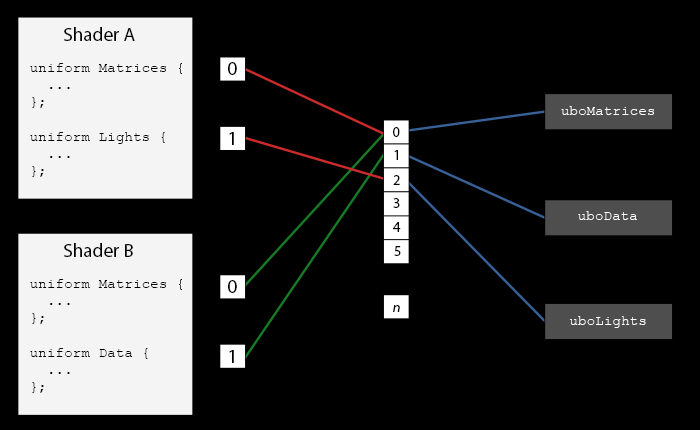 Shader A
uniform Matrices {
...
};
uniform Lights {
...
};
0
1
Shader B
uniform Matrices {
...
};
uniform Data {
...
};
0
1
0
1
2
3
4
5
n
uboMatrices
uboData
uboLights